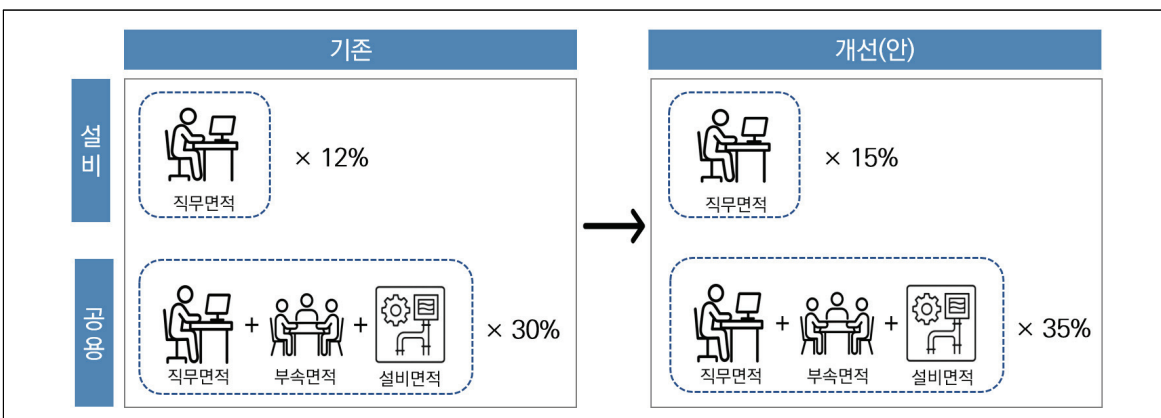 기존
개선(안)
설비
직무면적
× 12%
직무면적
× 15%
공용
직무면적 + 부속면적 + 설비면적 × 30%
직무면적 + 부속면적 + 설비면적 × 35%